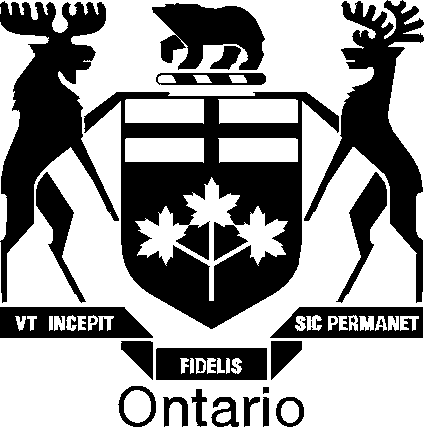 VT INCEPIT
FIDELIS
SIC PERMANET
Ontario